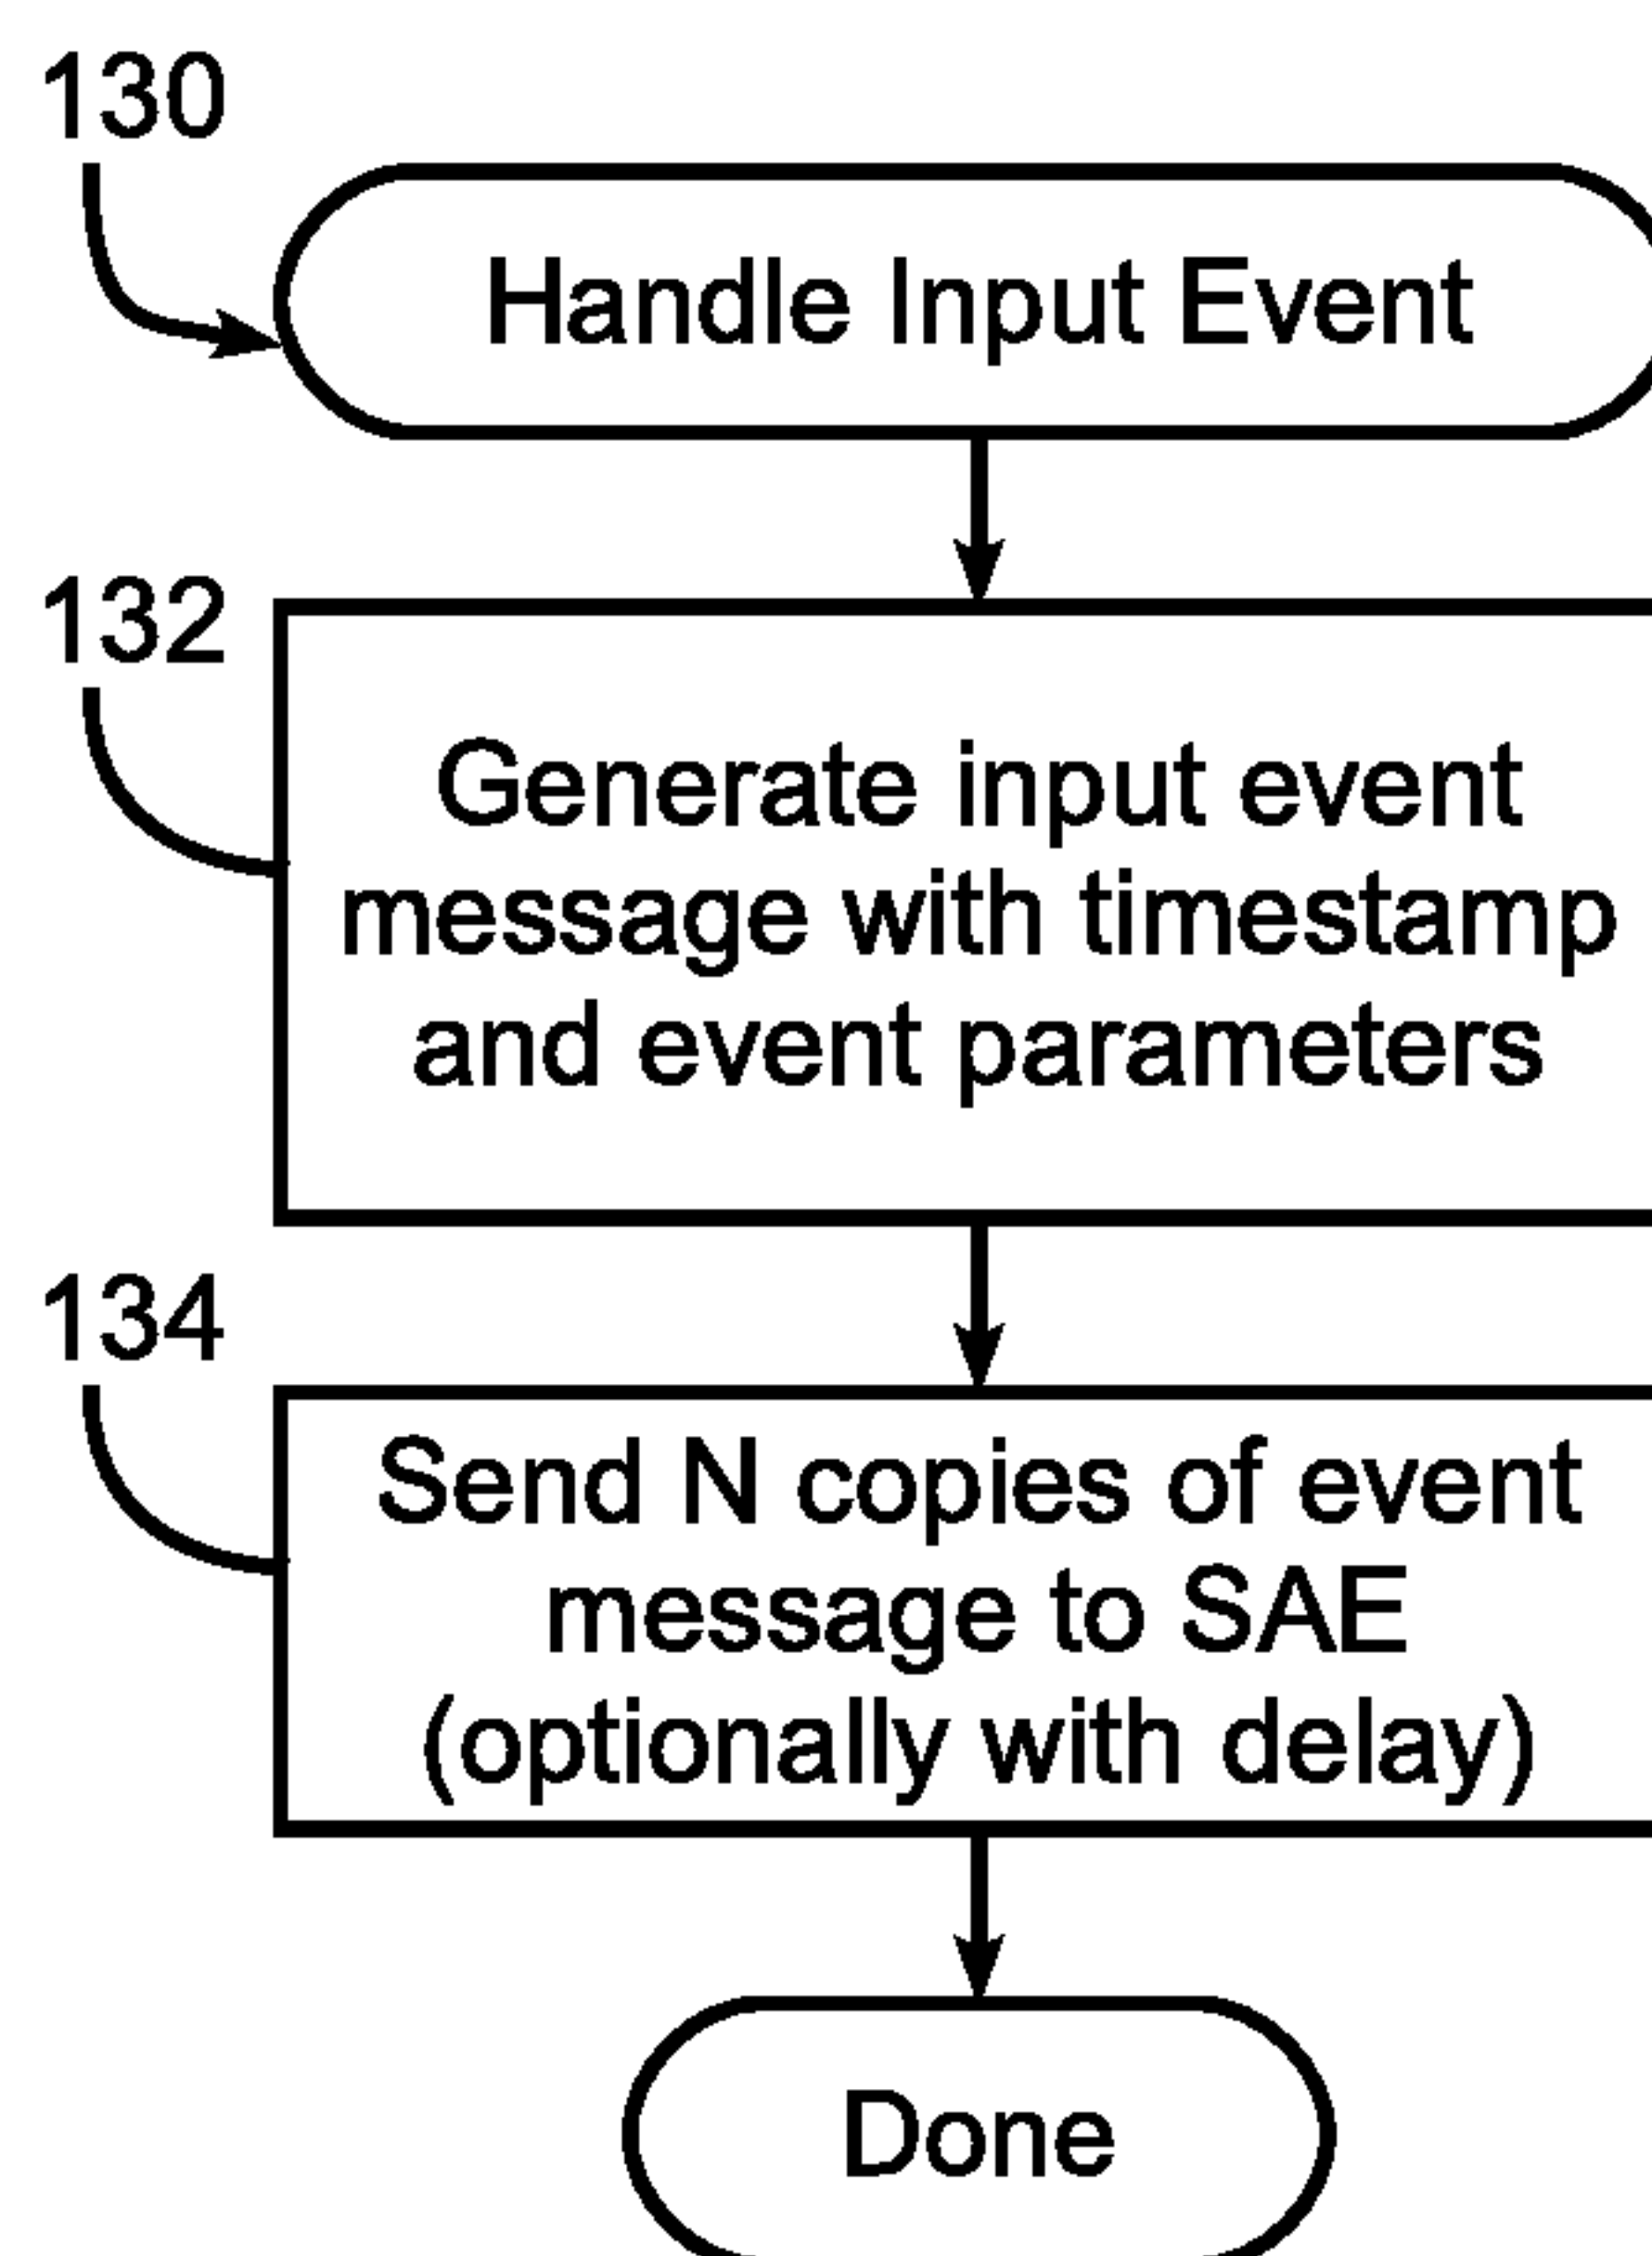 130
Handle Input Event
132
Generate input event
message with timestamp
and event parameters
134
Send N copies of event
message to SAE
(optionally with delay)
Done